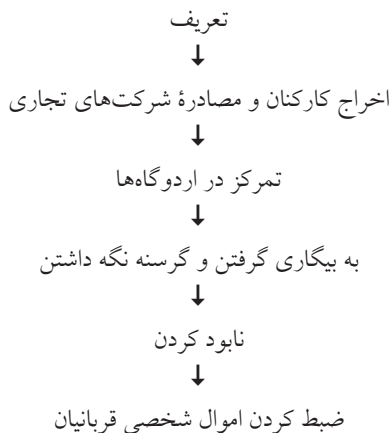 تعریف
اخراج کارکنان و مصادرهٔ شرکت‌های تجاری
تمرکز در اردوگاه‌ها
به بیگاری گرفتن و گرسنه نگه داشتن
نابود کردن
ضبط کردن اموال شخصی قربانیان